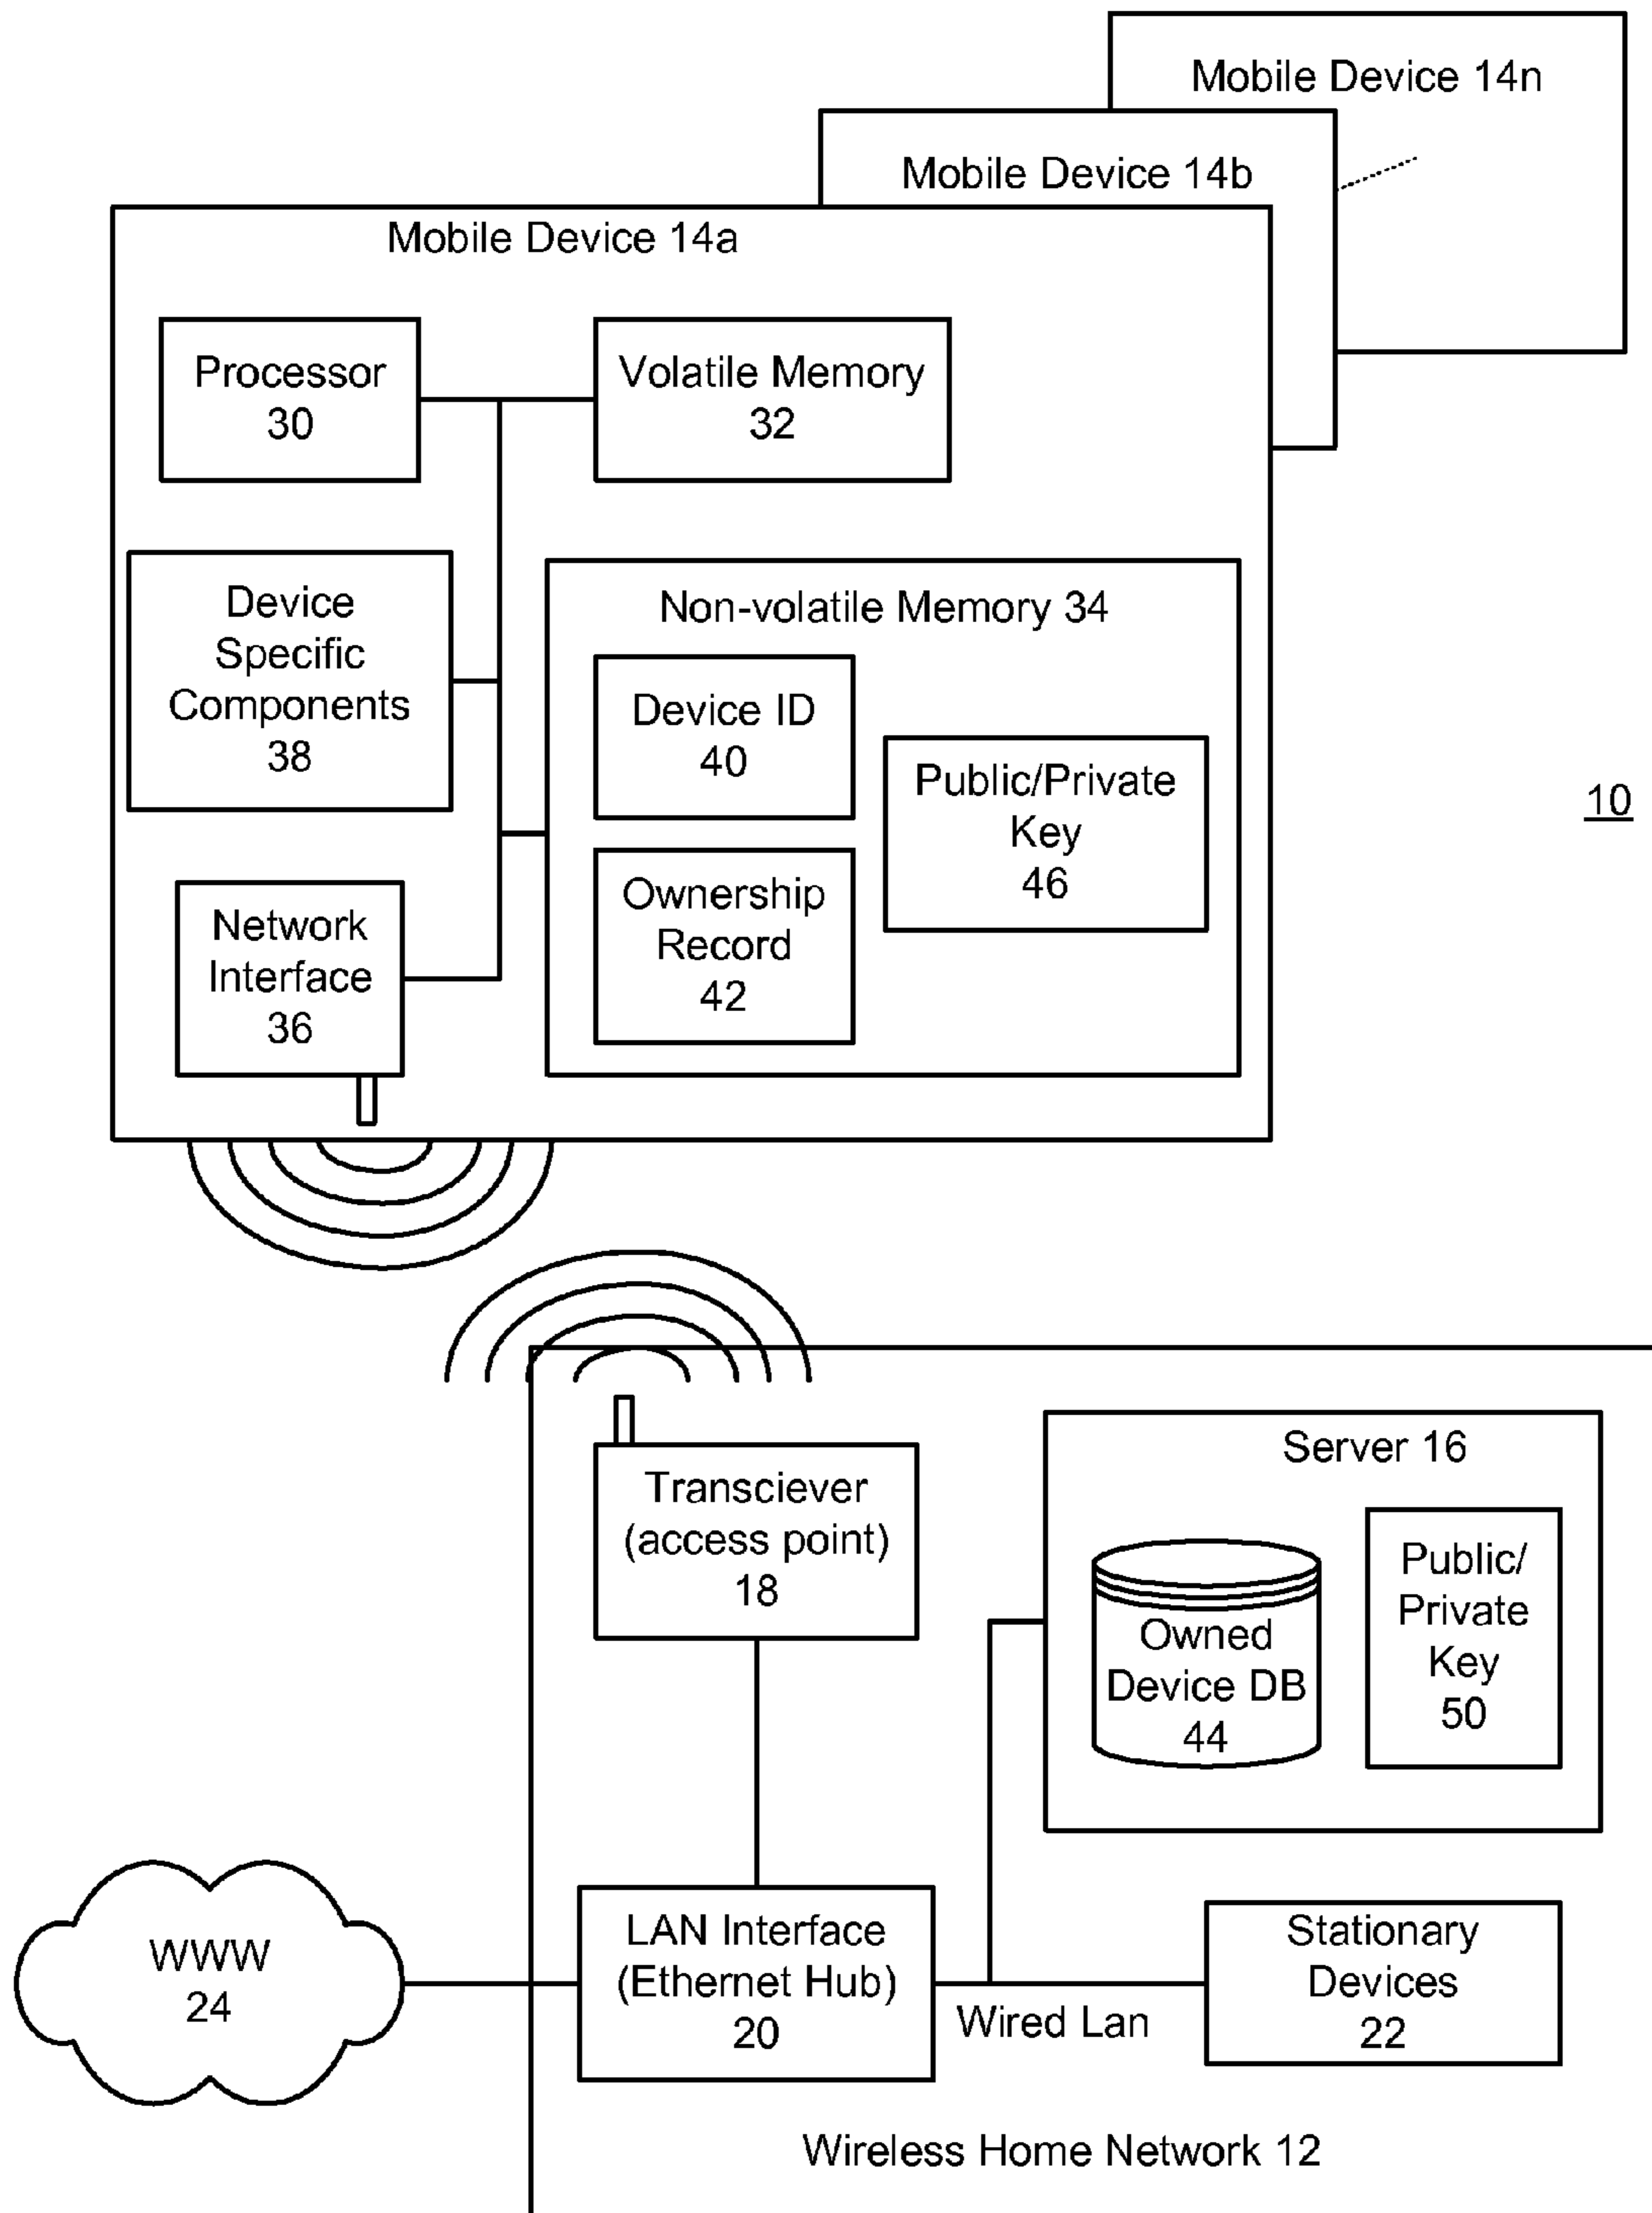 Mobile Device 14n
Mobile Device 14b
Mobile Device 14a
Processor
30
Volatile Memory
32
Device
Specific
Components
38
Non-volatile Memory 34
Device ID
40
Public/Private
Key
46
Ownership
Record
42
Network
Interface
36
10
Transciever
(access point)
18
Server 16
Owned
Device DB
44
Public/
Private
Key
50
WWW
24
LAN Interface
(Ethernet Hub)
20
Wired Lan
Stationary
Devices
22
Wireless Home Network 12